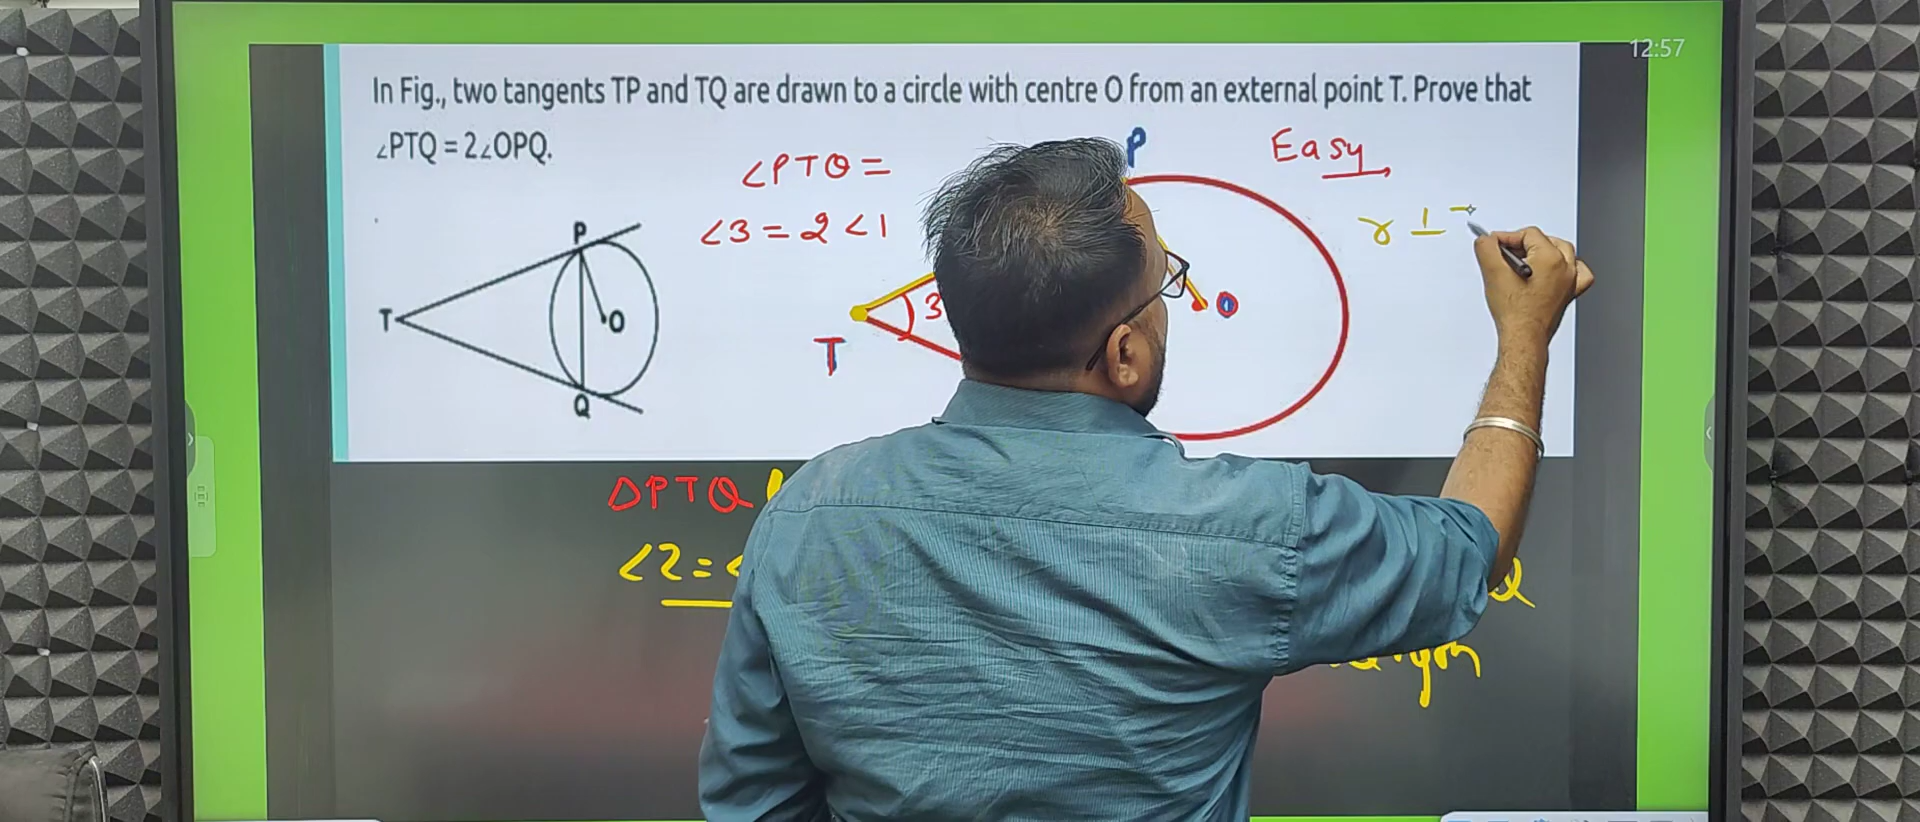 12:57
In Fig., two tangents TP and TQ are drawn to a circle with centre O from an external point T. Prove that
∠PTQ = 2∠OPQ.
P
T
O
Q
∠PTQ =
∠3 = 2∠1
P
3
O
T
Easy
r ⊥
ΔPTQ
∠2 = ∠